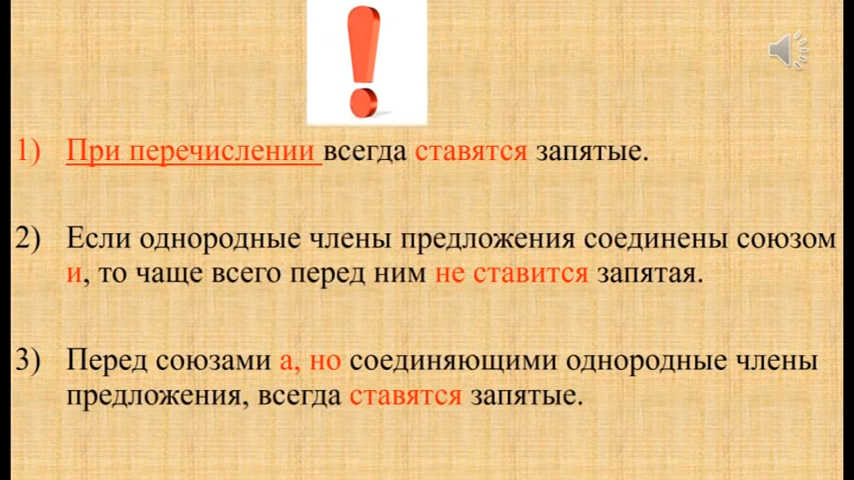 1) При перечислении всегда ставятся запятые.
2) Если однородные члены предложения соединены союзом
и, то чаще всего перед ним не ставится запятая.
3) Перед союзами а, но соединяющими однородные члены
предложения, всегда ставятся запятые.